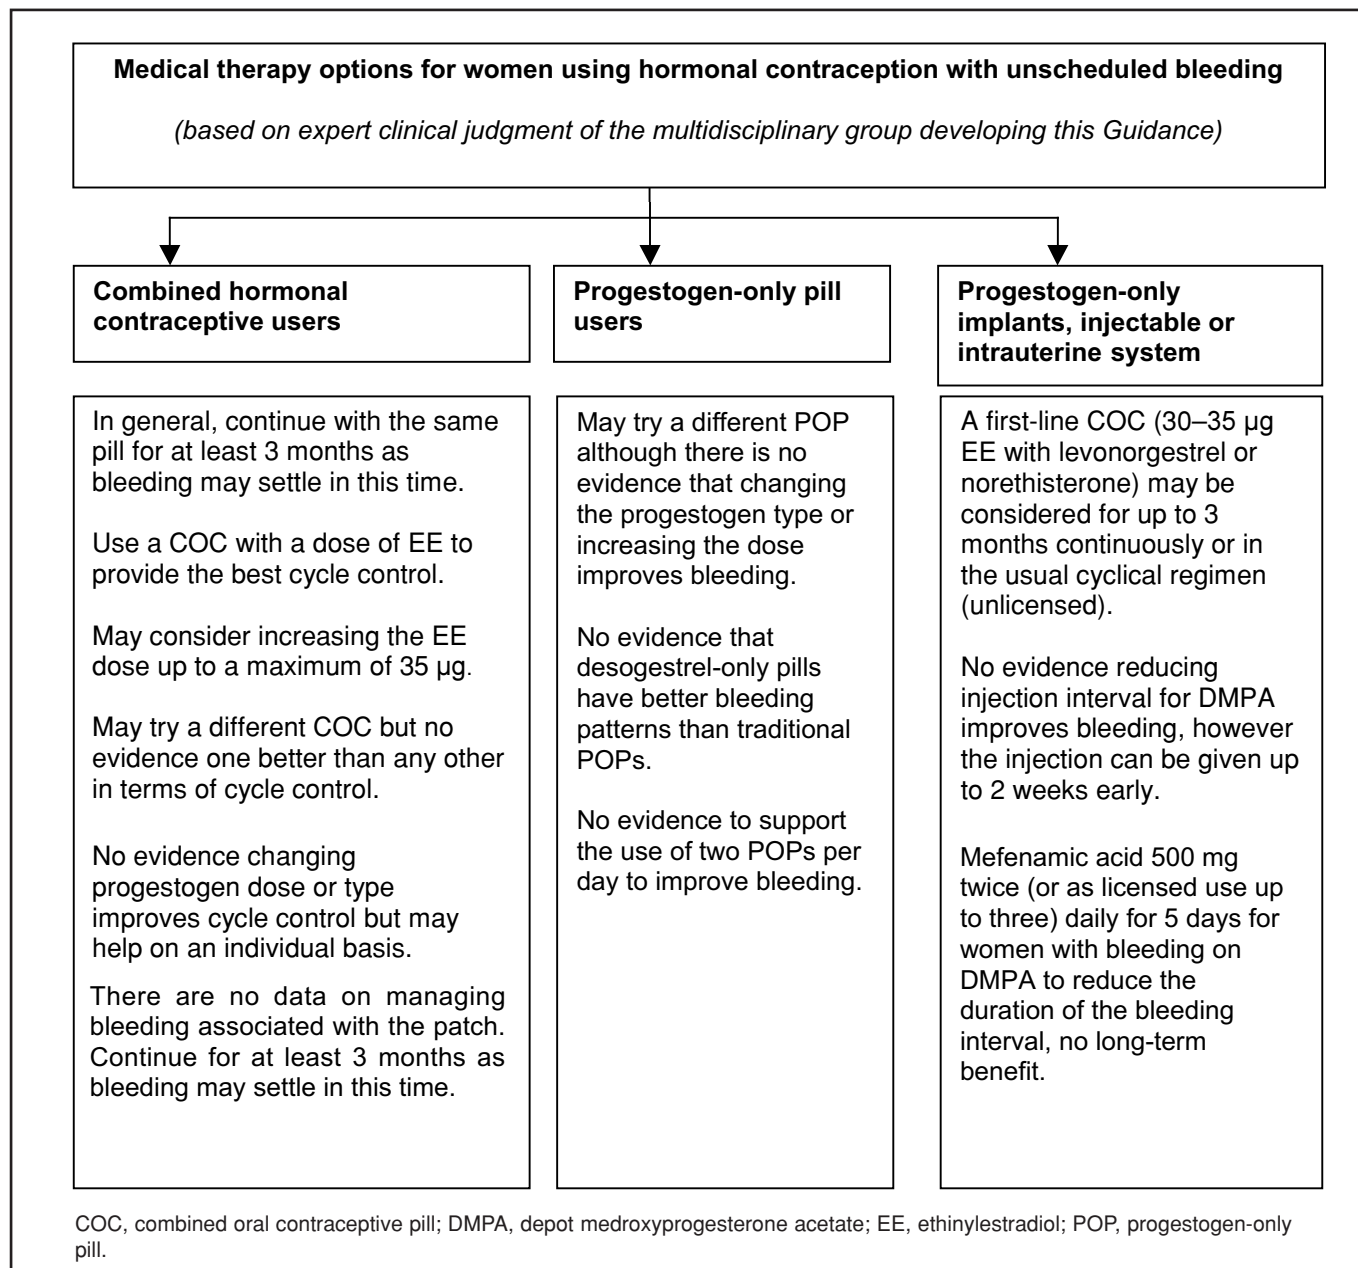 Medical therapy options for women using hormonal contraception with unscheduled bleeding
(based on expert clinical judgment of the multidisciplinary group developing this Guidance)
Combined hormonal
contraceptive users
In general, continue with the same
pill for at least 3 months as
bleeding may settle in this time.
Use a COC with a dose of EE to
provide the best cycle control.
May consider increasing the EE
dose up to a maximum of 35 µg.
May try a different COC but no
evidence one better than any other
in terms of cycle control.
No evidence changing
progestogen dose or type
improves cycle control but may
help on an individual basis.
There are no data on managing
bleeding associated with the patch.
Continue for at least 3 months as
bleeding may settle in this time.
Progestogen-only pill
users
May try a different POP
although there is no
evidence that changing
the progestogen type or
increasing the dose
improves bleeding.
No evidence that
desogestrel-only pills
have better bleeding
patterns than traditional
POPs.
No evidence to support
the use of two POPs per
day to improve bleeding.
Progestogen-only
implants, injectable or
intrauterine system
A first-line COC (30–35 µg
EE with levonorgestrel or
norethisterone) may be
considered for up to 3
months continuously or in
the usual cyclical regimen
(unlicensed).
No evidence reducing
injection interval for DMPA
improves bleeding, however
the injection can be given up
to 2 weeks early.
Mefenamic acid 500 mg
twice (or as licensed use up
to three) daily for 5 days for
women with bleeding on
DMPA to reduce the
duration of the bleeding
interval, no long-term
benefit.
COC, combined oral contraceptive pill; DMPA, depot medroxyprogesterone acetate; EE, ethinylestradiol; POP, progestogen-only
pill.